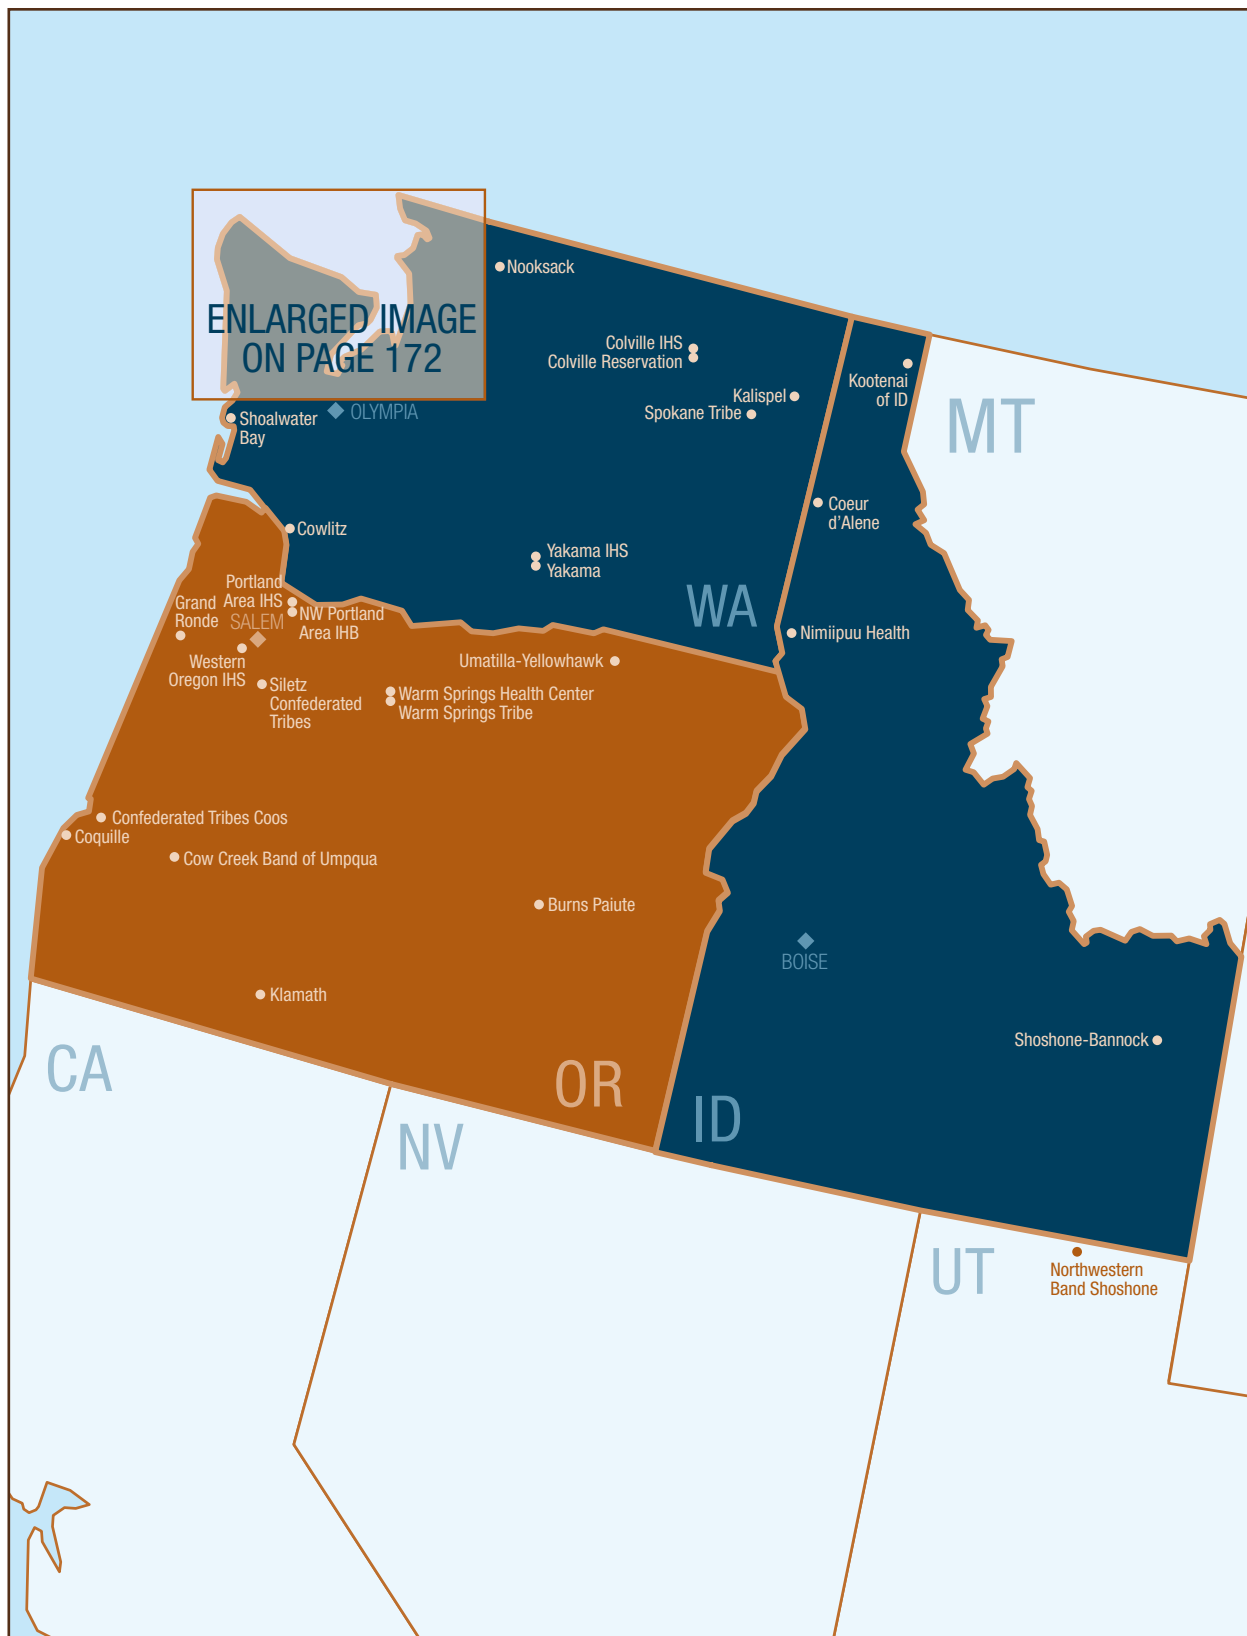 Nooksack
ENLARGED IMAGE
ON PAGE 172
Colville IHS
Colville Reservation
Kootenai
of ID
Kalispel
Spokane Tribe
MT
OLYMPIA
Shoalwater
Bay
Coeur
d'Alene
Cowlitz
Yakama IHS
Yakama
WA
Portland
Area IHS
Grand
Ronde
SALEM
NW Portland
Area IHB
Nimiipuu Health
Western
Oregon IHS
Umatilla-Yellowhawk
Siletz
Confederated
Tribes
Warm Springs Health Center
Warm Springs Tribe
Confederated Tribes Coos
Coquille
Cow Creek Band of Umpqua
Burns Paiute
BOISE
Klamath
Shoshone-Bannock
CA
OR
ID
NV
UT
Northwestern
Band Shoshone